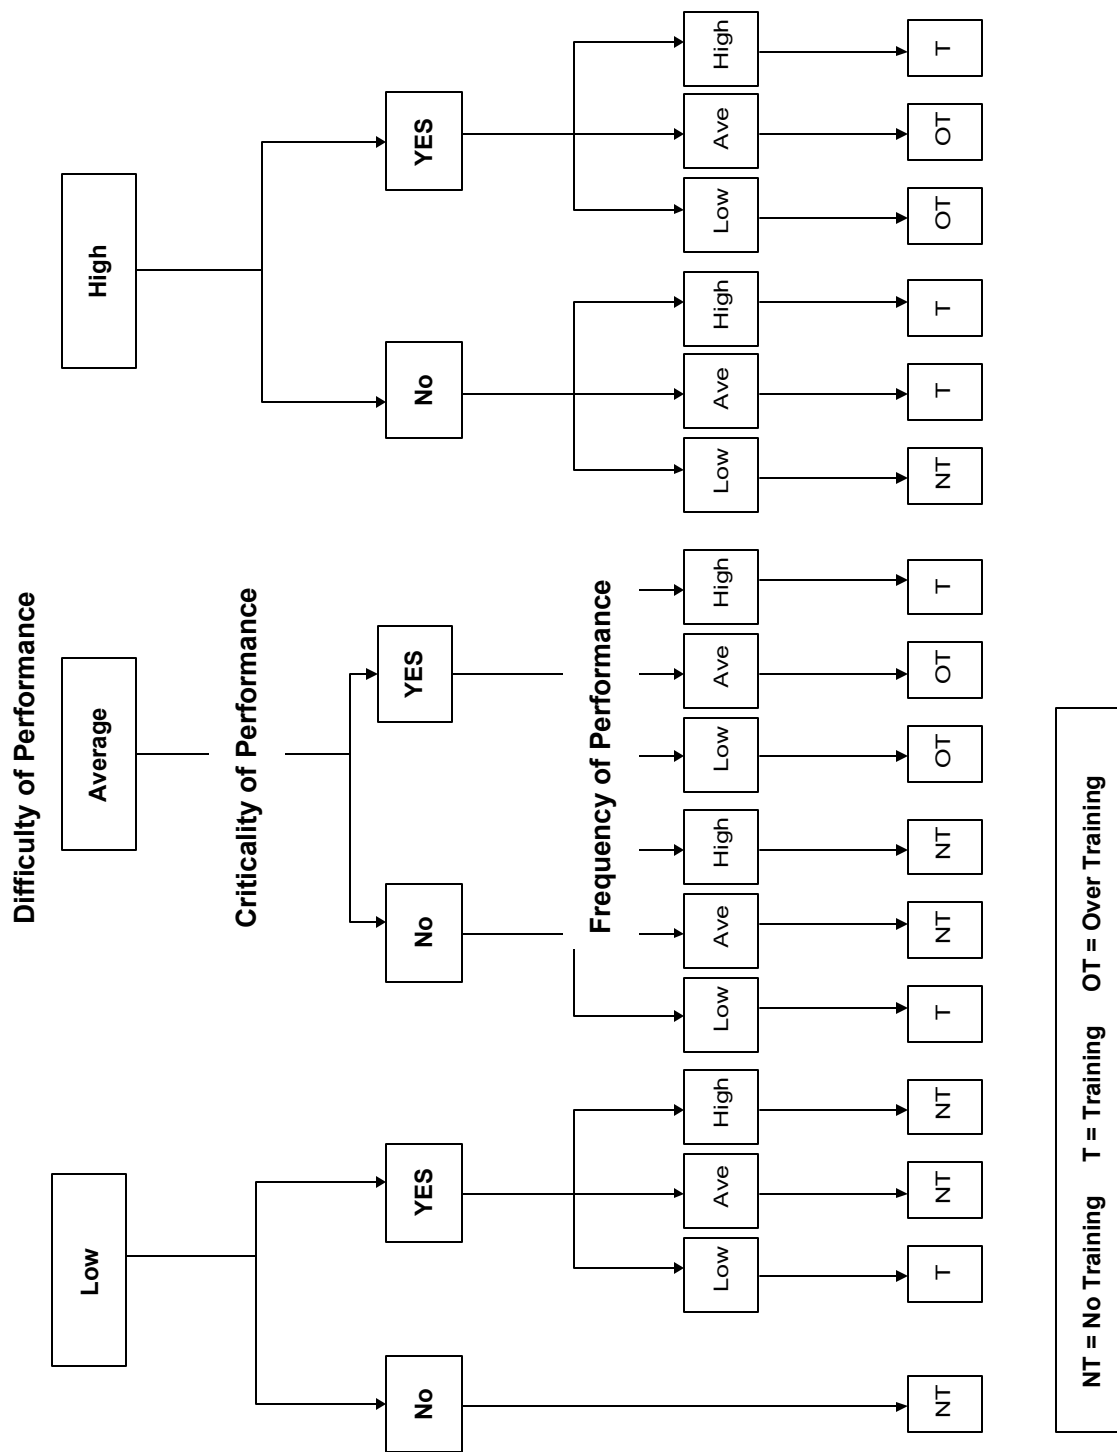 Difficulty of Performance
Low Average High
Criticality of Performance
No YES No YES No YES
Frequency of Performance
Low Ave High Low Ave High Low Ave High Low Ave High Low Ave High
NT T NT NT T NT NT OT OT T NT T T OT OT T
NT = No Training T = Training OT = Over Training